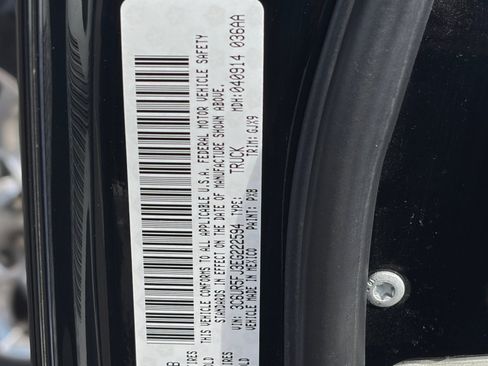 THIS VEHICLE CONFORMS TO ALL APPLICABLE U.S.A. FEDERAL MOTOR VEHICLE SAFETY
STANDARDS IN EFFECT ON THE DATE OF MANUFACTURE SHOWN ABOVE.
VIN: 3C6UR5FJ3EG222594 TYPE: TRUCK MDH:040914 036AA
VEHICLE MADE IN MEXICO PAINT: PXB TRIM: GJX9